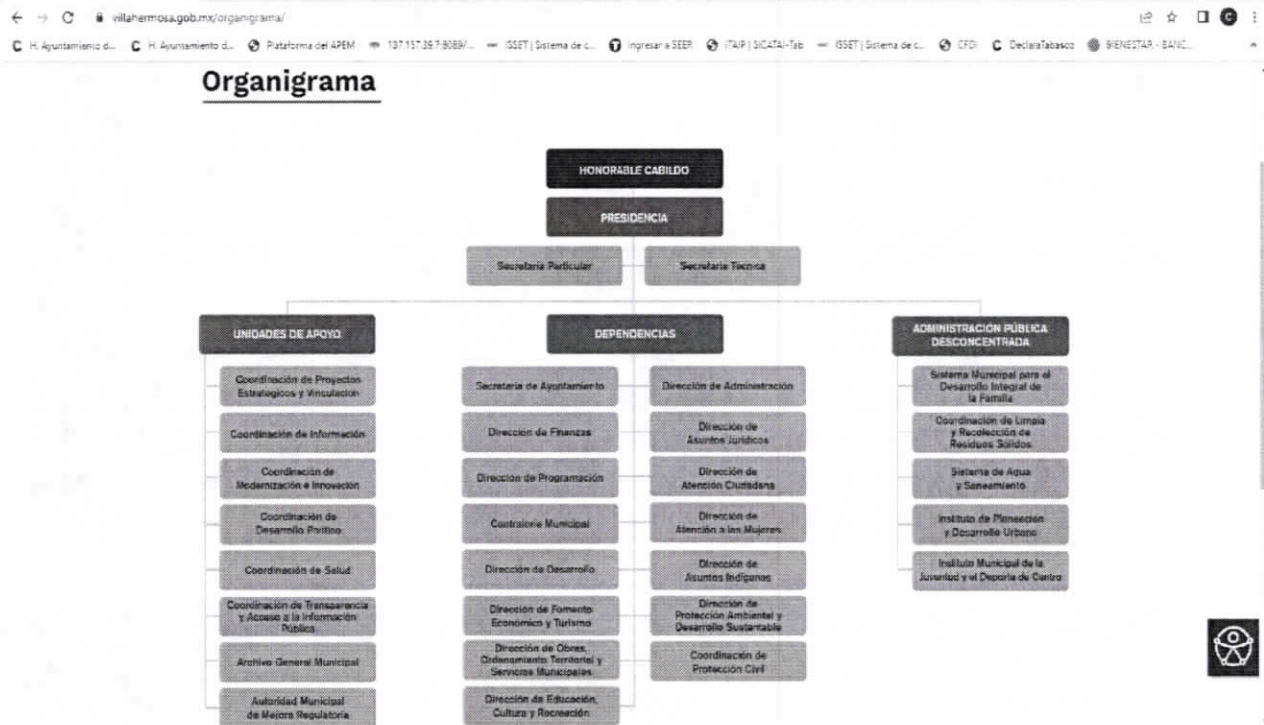 villahermosa.gob.mx/organigrama/
H. Ayuntamiento d...
H. Ayuntamiento d...
Plataforma del APEM
137.157.39.7:8089/...
ISSET | Sistema de c...
Ingresar a SEER
ITAIP | SICATAI-Tab
ISSET | Sistema de c...
CFDI
DeclaraTabasco
BIENESTAR - BANC...
Organigrama
HONORABLE CABILDO
PRESIDENCIA
Secretaría Particular
Secretaría Técnica
UNIDADES DE APOYO
Coordinación de Proyectos
Estratégicos y Vinculación
Coordinación de Información
Coordinación de
Modernización e Innovación
Coordinación de
Desarrollo Político
Coordinación de Salud
Coordinación de Transparencia
y Acceso a la Información
Pública
Archivo General Municipal
Autoridad Municipal
de Mejora Regulatoria
DEPENDENCIAS
Secretaría de Ayuntamiento
Dirección de Finanzas
Dirección de Programación
Contraloría Municipal
Dirección de Desarrollo
Dirección de Fomento
Económico y Turismo
Dirección de Obras,
Ordenamiento Territorial y
Servicios Municipales
Dirección de Educación,
Cultura y Recreación
Dirección de Administración
Dirección de
Asuntos Jurídicos
Dirección de
Atención Ciudadana
Dirección de
Atención a las Mujeres
Dirección de
Asuntos Indígenas
Dirección de
Protección Ambiental y
Desarrollo Sustentable
Coordinación de
Protección Civil
ADMINISTRACIÓN PÚBLICA
DESCONCENTRADA
Sistema Municipal para el
Desarrollo Integral de
la Familia
Coordinación de Limpia
y Recolección de
Residuos Sólidos
Sistema de Agua
y Saneamiento
Instituto de Planeación
y Desarrollo Urbano
Instituto Municipal de la
Juventud y el Deporte de Centro